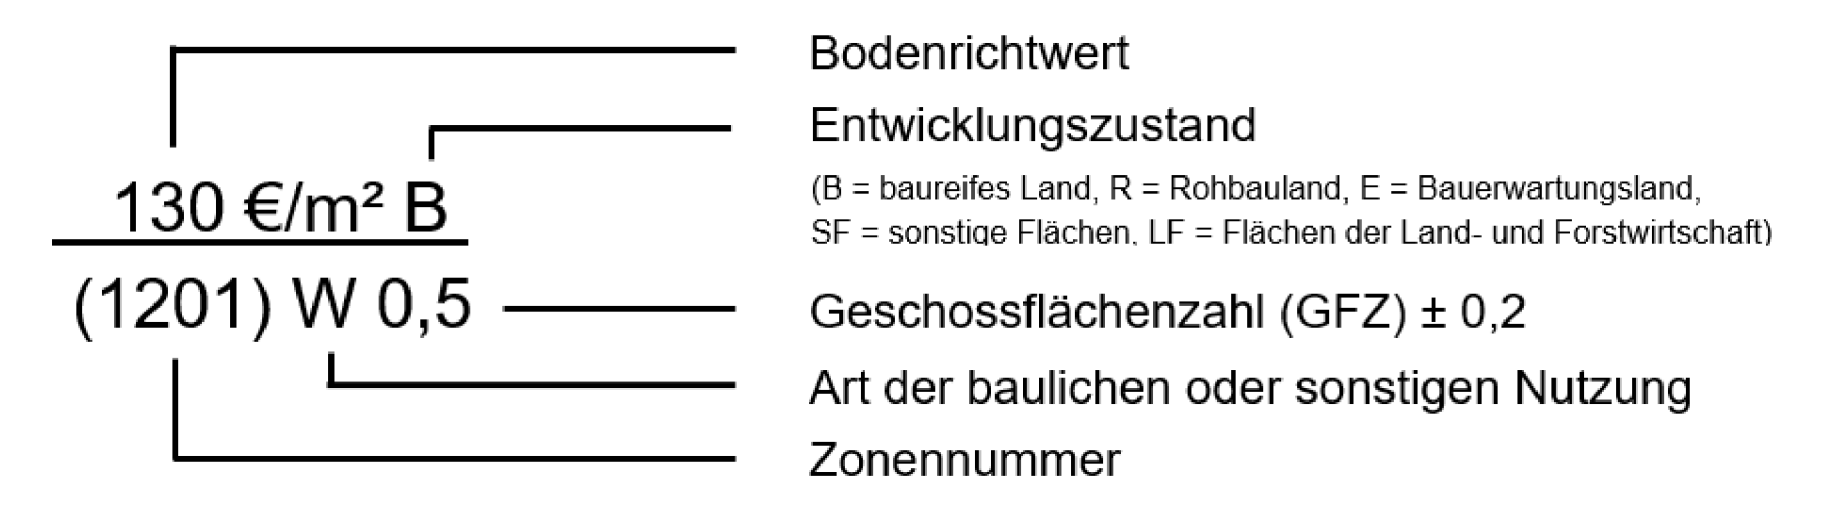 Bodenrichtwert
Entwicklungszustand
130 €/m² B
(B = baureifes Land, R = Rohbauland, E = Bauerwartungsland,
SF = sonstige Flächen, LF = Flächen der Land- und Forstwirtschaft)
(1201) W 0,5
Geschossflächenzahl (GFZ) ± 0,2
Art der baulichen oder sonstigen Nutzung
Zonennummer